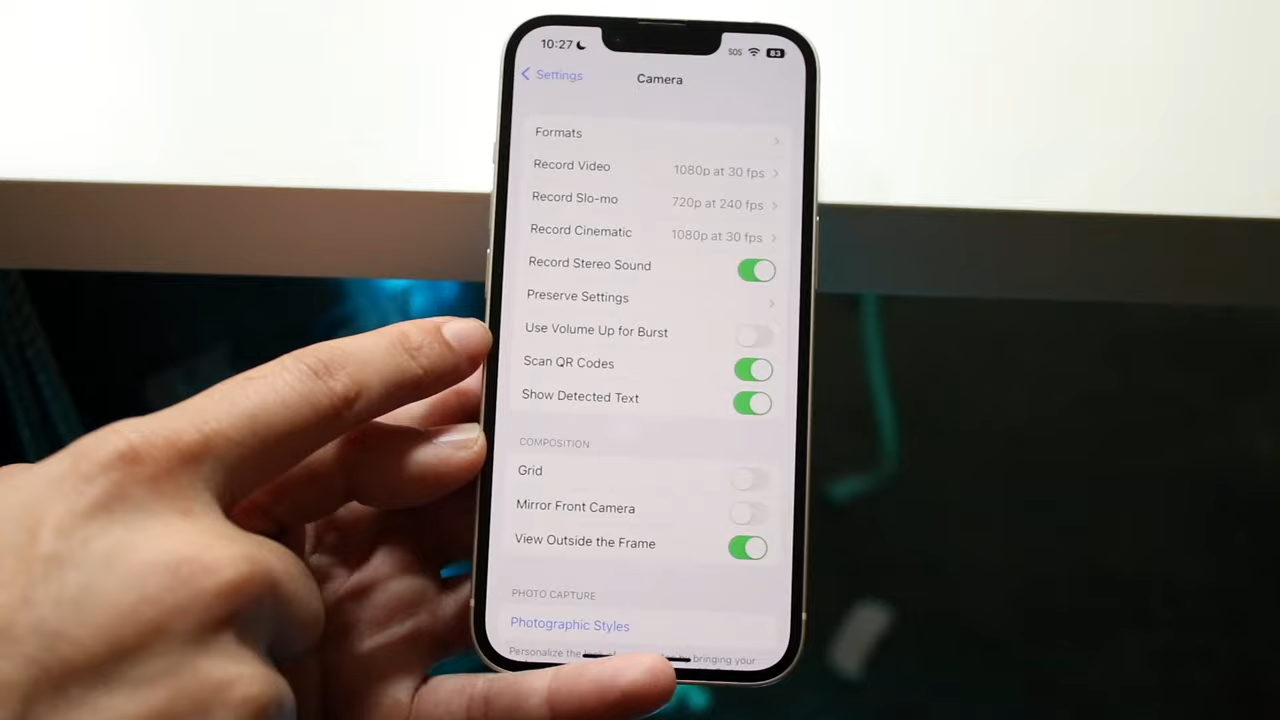 10:27
SOS
83
Settings
Camera
Formats
Record Video 1080p at 30 fps
Record Slo-mo 720p at 240 fps
Record Cinematic 1080p at 30 fps
Record Stereo Sound
Preserve Settings
Use Volume Up for Burst
Scan QR Codes
Show Detected Text
COMPOSITION
Grid
Mirror Front Camera
View Outside the Frame
PHOTO CAPTURE
Photographic Styles
Personalize the by bringing your